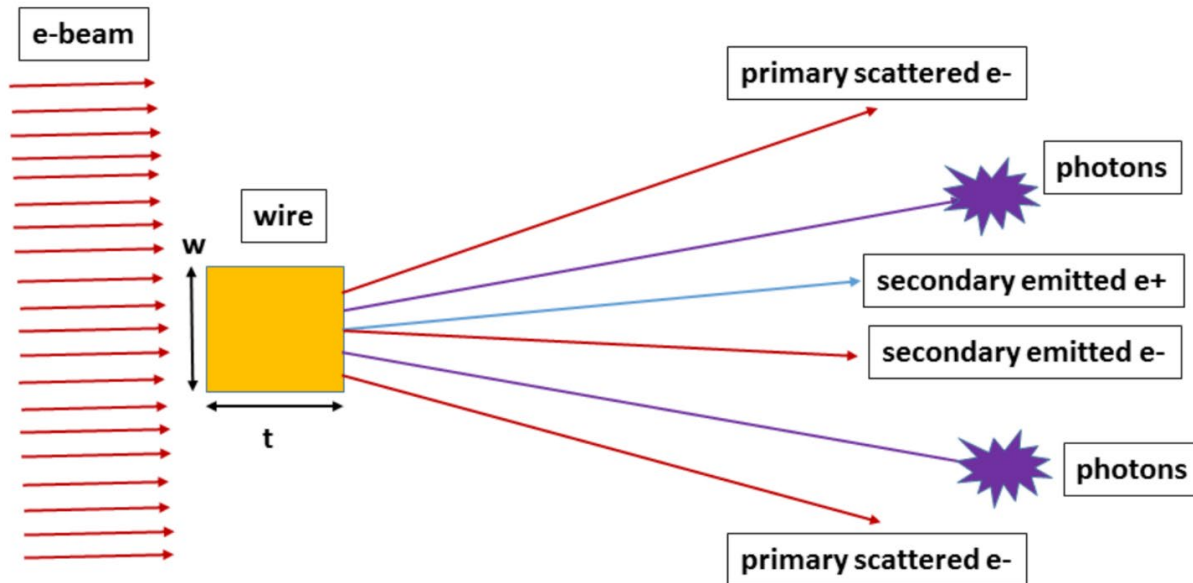 e-beam
primary scattered e-
photons
wire
w
secondary emitted e+
secondary emitted e-
t
photons
primary scattered e-